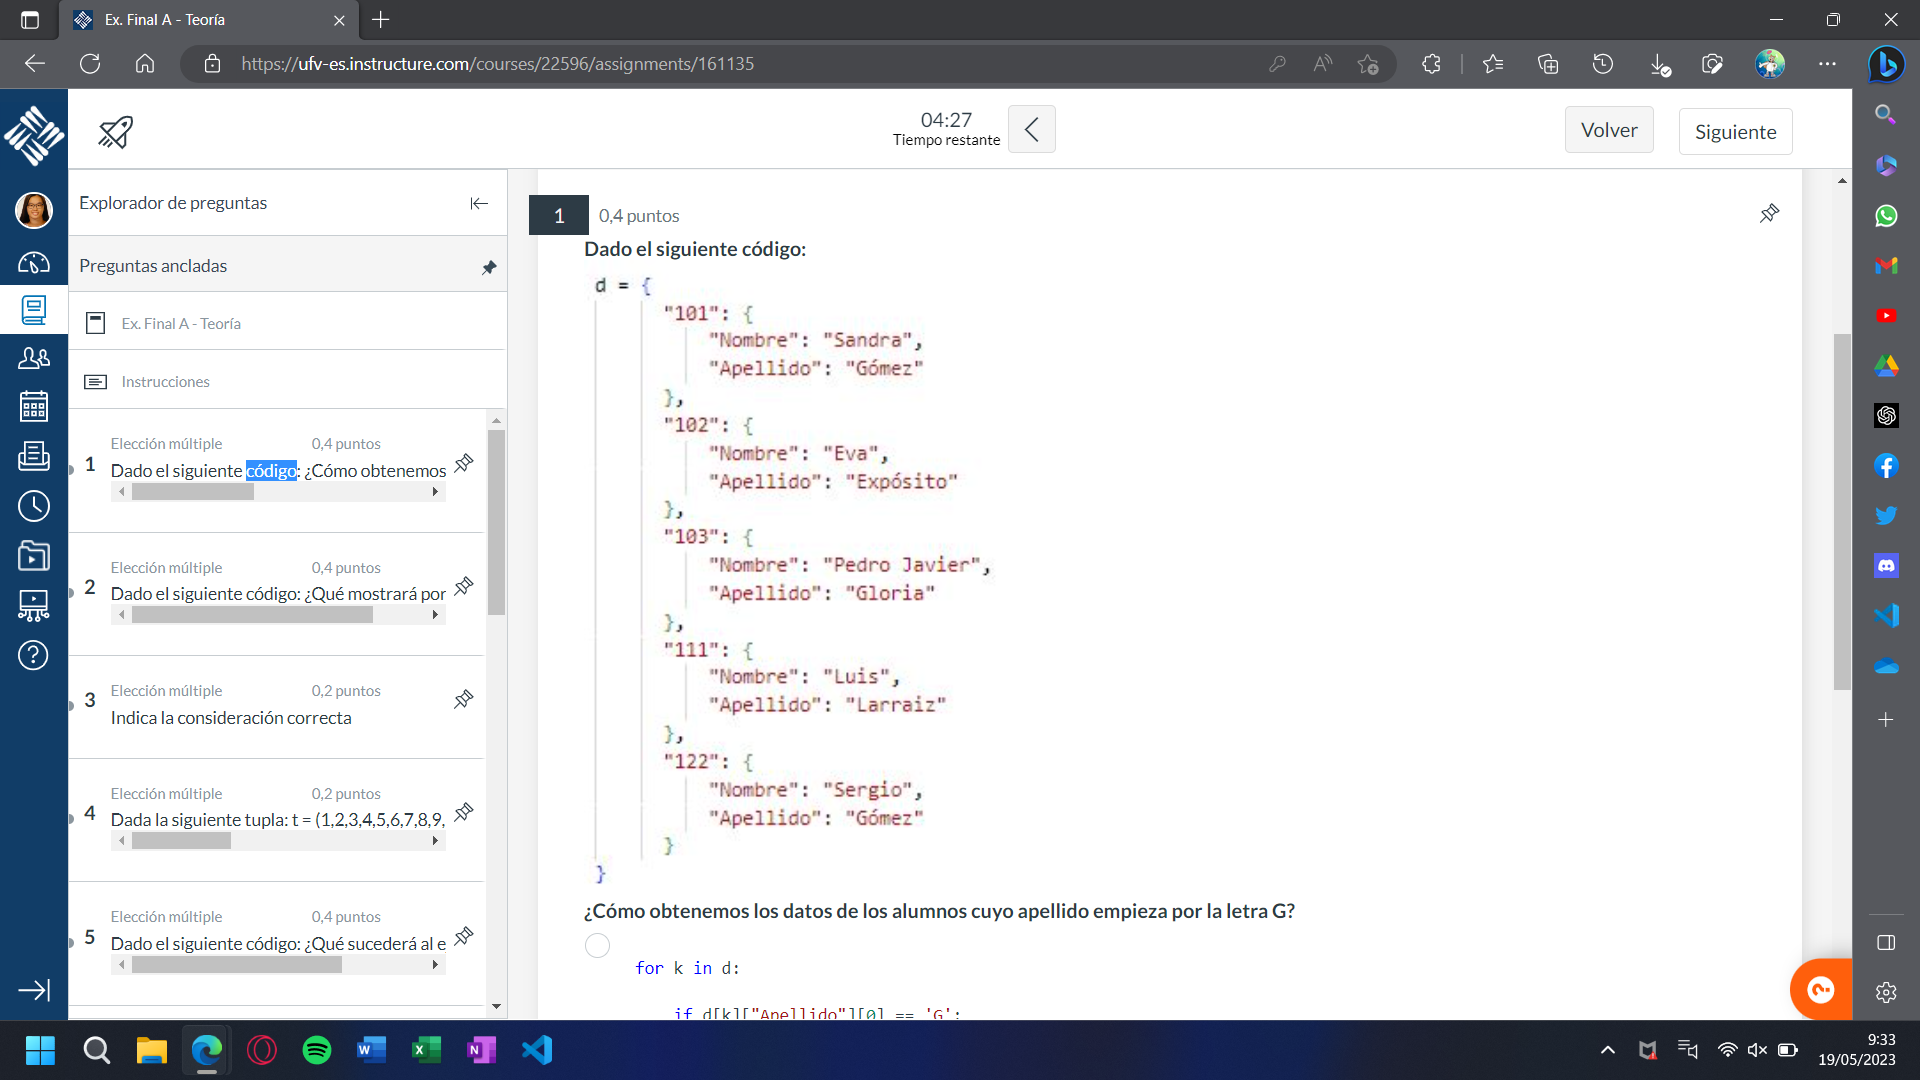 Ex. Final A - Teoría
https://ufv-es.instructure.com/courses/22596/assignments/161135
04:27
Tiempo restante
Volver
Siguiente
Explorador de preguntas
Preguntas ancladas
Ex. Final A - Teoría
Instrucciones
Elección múltiple 0,4 puntos
1 Dado el siguiente código: ¿Cómo obtenemos
Elección múltiple 0,4 puntos
2 Dado el siguiente código: ¿Qué mostrará por
Elección múltiple 0,2 puntos
3 Indica la consideración correcta
Elección múltiple 0,2 puntos
4 Dada la siguiente tupla: t = (1,2,3,4,5,6,7,8,9,
Elección múltiple 0,4 puntos
5 Dado el siguiente código: ¿Qué sucederá al e
1 0,4 puntos
Dado el siguiente código:
d = {
"101": {
"Nombre": "Sandra",
"Apellido": "Gómez"
},
"102": {
"Nombre": "Eva",
"Apellido": "Expósito"
},
"103": {
"Nombre": "Pedro Javier",
"Apellido": "Gloria"
},
"111": {
"Nombre": "Luis",
"Apellido": "Larraiz"
},
"122": {
"Nombre": "Sergio",
"Apellido": "Gómez"
}
}
¿Cómo obtenemos los datos de los alumnos cuyo apellido empieza por la letra G?
for k in d:
if d[k]["Apellido"][0] == 'G':
9:33
19/05/2023